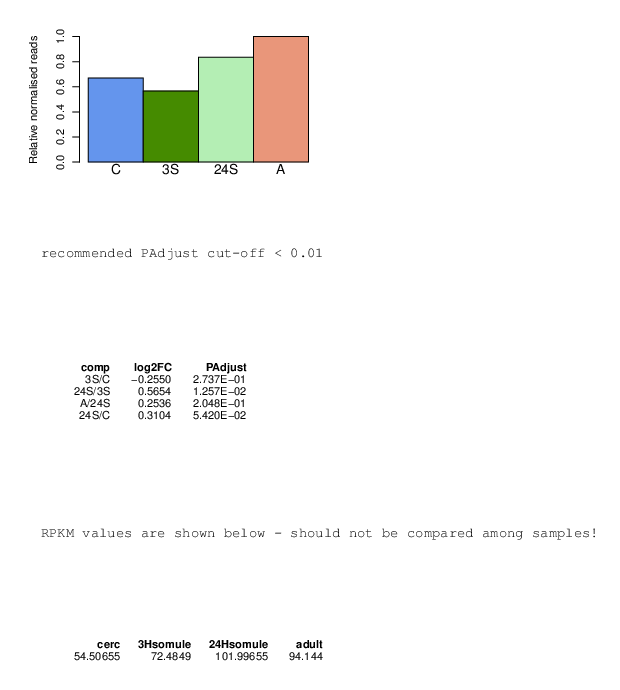 Relative normalised reads
1.0
0.8
0.6
0.4
0.2
0.0
C 3S 24S A
recommended PAdjust cut-off < 0.01
comp log2FC PAdjust
3S/C −0.2550 2.737E−01
24S/3S 0.5654 1.257E−02
A/24S 0.2536 2.048E−01
24S/C 0.3104 5.420E−02
RPKM values are shown below - should not be compared among samples!
cerc 3Hsomule 24Hsomule adult
54.50655 72.4849 101.99655 94.144